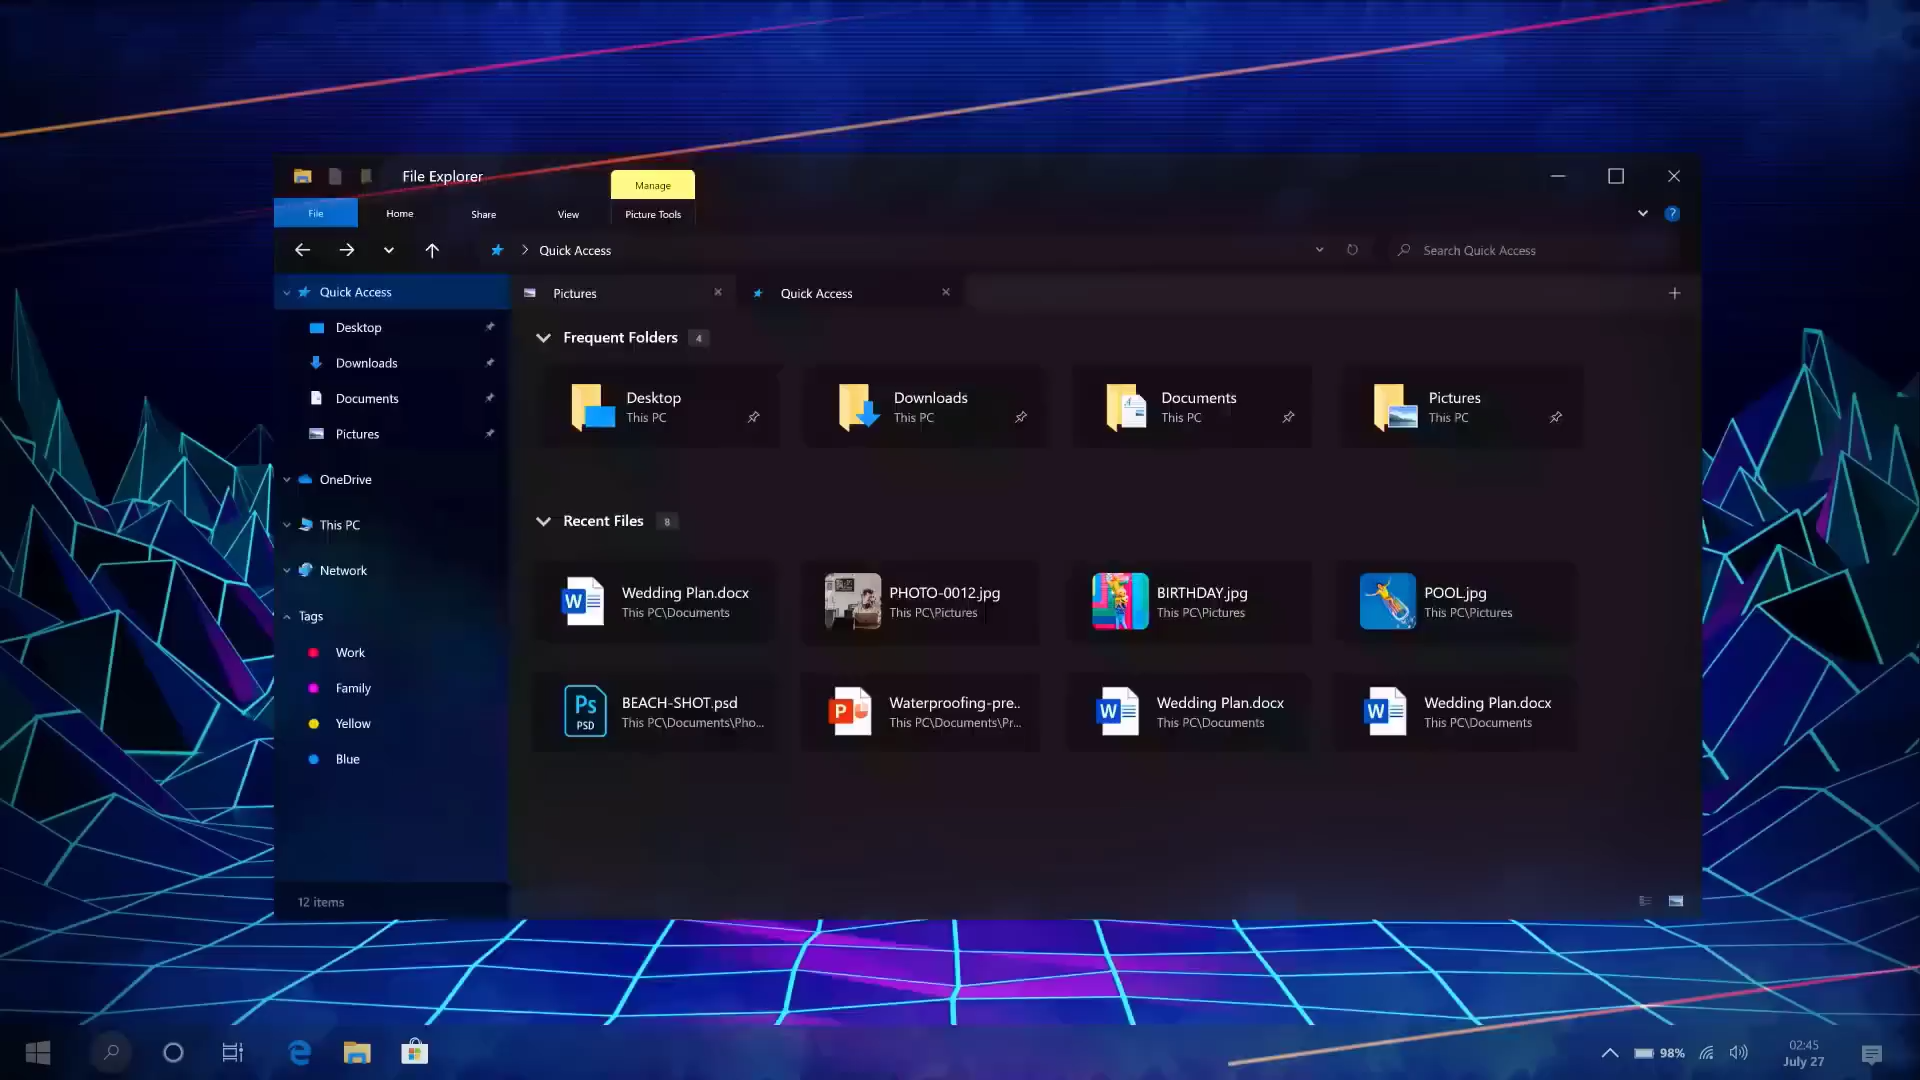 File Explorer
Manage
File
Home
Share
View
Picture Tools
?
Quick Access
Search Quick Access
Quick Access
Pictures
Quick Access
Desktop
Downloads
Documents
Pictures
OneDrive
This PC
Network
Tags
Work
Family
Yellow
Blue
12 items
Frequent Folders 4
Desktop
This PC
Downloads
This PC
Documents
This PC
Pictures
This PC
Recent Files 8
W
Wedding Plan.docx
This PC\Documents
PHOTO-0012.jpg
This PC\Pictures
BIRTHDAY.jpg
This PC\Pictures
POOL.jpg
This PC\Pictures
Ps
PSD
BEACH-SHOT.psd
This PC\Documents\Pho...
P
Waterproofing-pre..
This PC\Documents\Pr...
W
Wedding Plan.docx
This PC\Documents
W
Wedding Plan.docx
This PC\Documents
98%
02:45
July 27